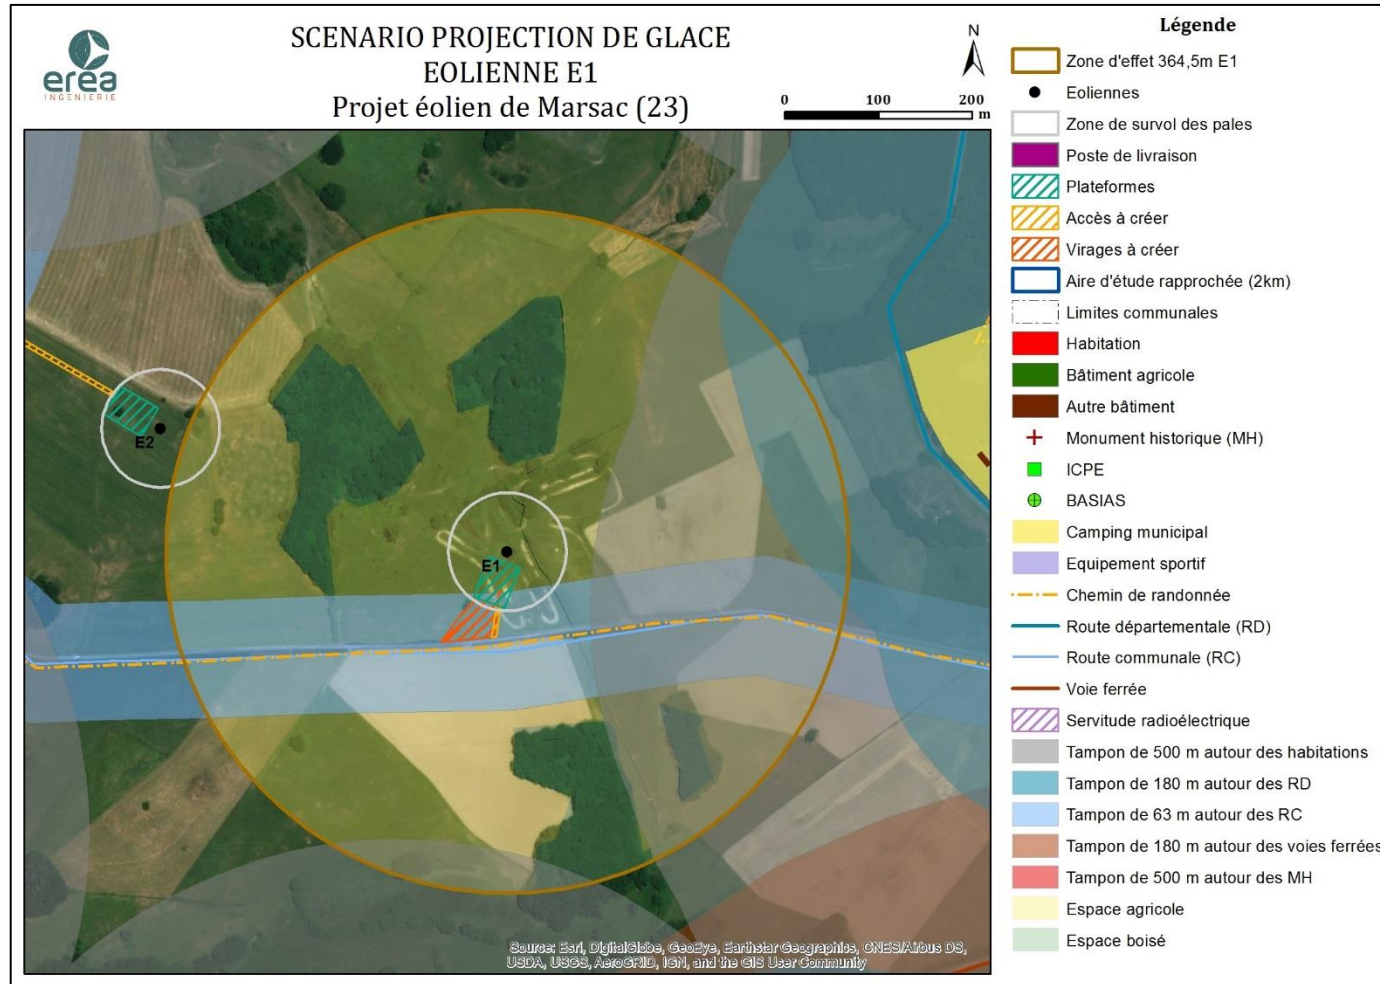 erea
INGENIERIE
SCENARIO PROJECTION DE GLACE
EOLIENNE E1
Projet éolien de Marsac (23)
N
0 100 200
m
E2
E1
Source: Esri, DigitalGlobe, GeoEye, Earthstar Geographics, CNES/Airbus DS,
USDA, USGS, AeroGRID, IGN, and the GIS User Community
Légende
Zone d'effet 364,5m E1
Eoliennes
Zone de survol des pales
Poste de livraison
Plateformes
Accès à créer
Virages à créer
Aire d'étude rapprochée (2km)
Limites communales
Habitation
Bâtiment agricole
Autre bâtiment
Monument historique (MH)
ICPE
BASIAS
Camping municipal
Equipement sportif
Chemin de randonnée
Route départementale (RD)
Route communale (RC)
Voie ferrée
Servitude radioélectrique
Tampon de 500 m autour des habitations
Tampon de 180 m autour des RD
Tampon de 63 m autour des RC
Tampon de 180 m autour des voies ferrées
Tampon de 500 m autour des MH
Espace agricole
Espace boisé